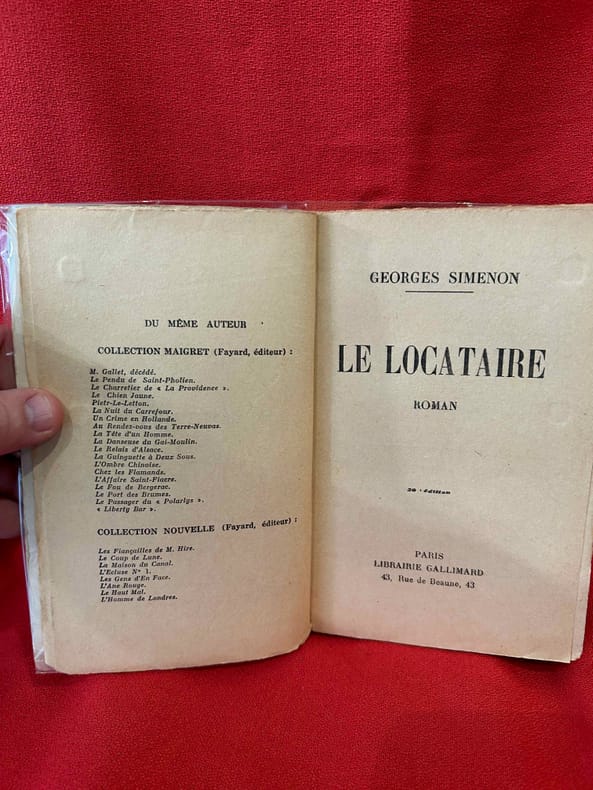 DU MÊME AUTEUR
COLLECTION MAIGRET (Fayard, éditeur) :
M. Gallet, décédé.
Le Pendu de Saint-Pholien.
Le Charretier de « La Providence ».
Le Chien Jaune.
Pietr-Le-Letton.
La Nuit du Carrefour.
Un Crime en Hollande.
Au Rendez-vous des Terre-Neuvas.
La Tête d'un Homme.
La Danseuse du Gai-Moulin.
Le Relais d'Alsace.
La Guinguette à Deux Sous.
L'Ombre Chinoise.
Chez les Flamands.
L'Affaire Saint-Fiacre.
Le Fou de Bergerac.
Le Port des Brumes.
Le Passager du « Polarlys ».
« Liberty Bar ».
COLLECTION NOUVELLE (Fayard, éditeur) :
Les Fiançailles de M. Hire.
Le Coup de Lune.
La Maison du Canal.
L'Ecluse N° 1.
Les Gens d'En Face.
L'Ane Rouge.
Le Haut Mal.
L'Homme de Londres.
GEORGES SIMENON
LE LOCATAIRE
ROMAN
20e édition
PARIS
LIBRAIRIE GALLIMARD
43, Rue de Beaune, 43